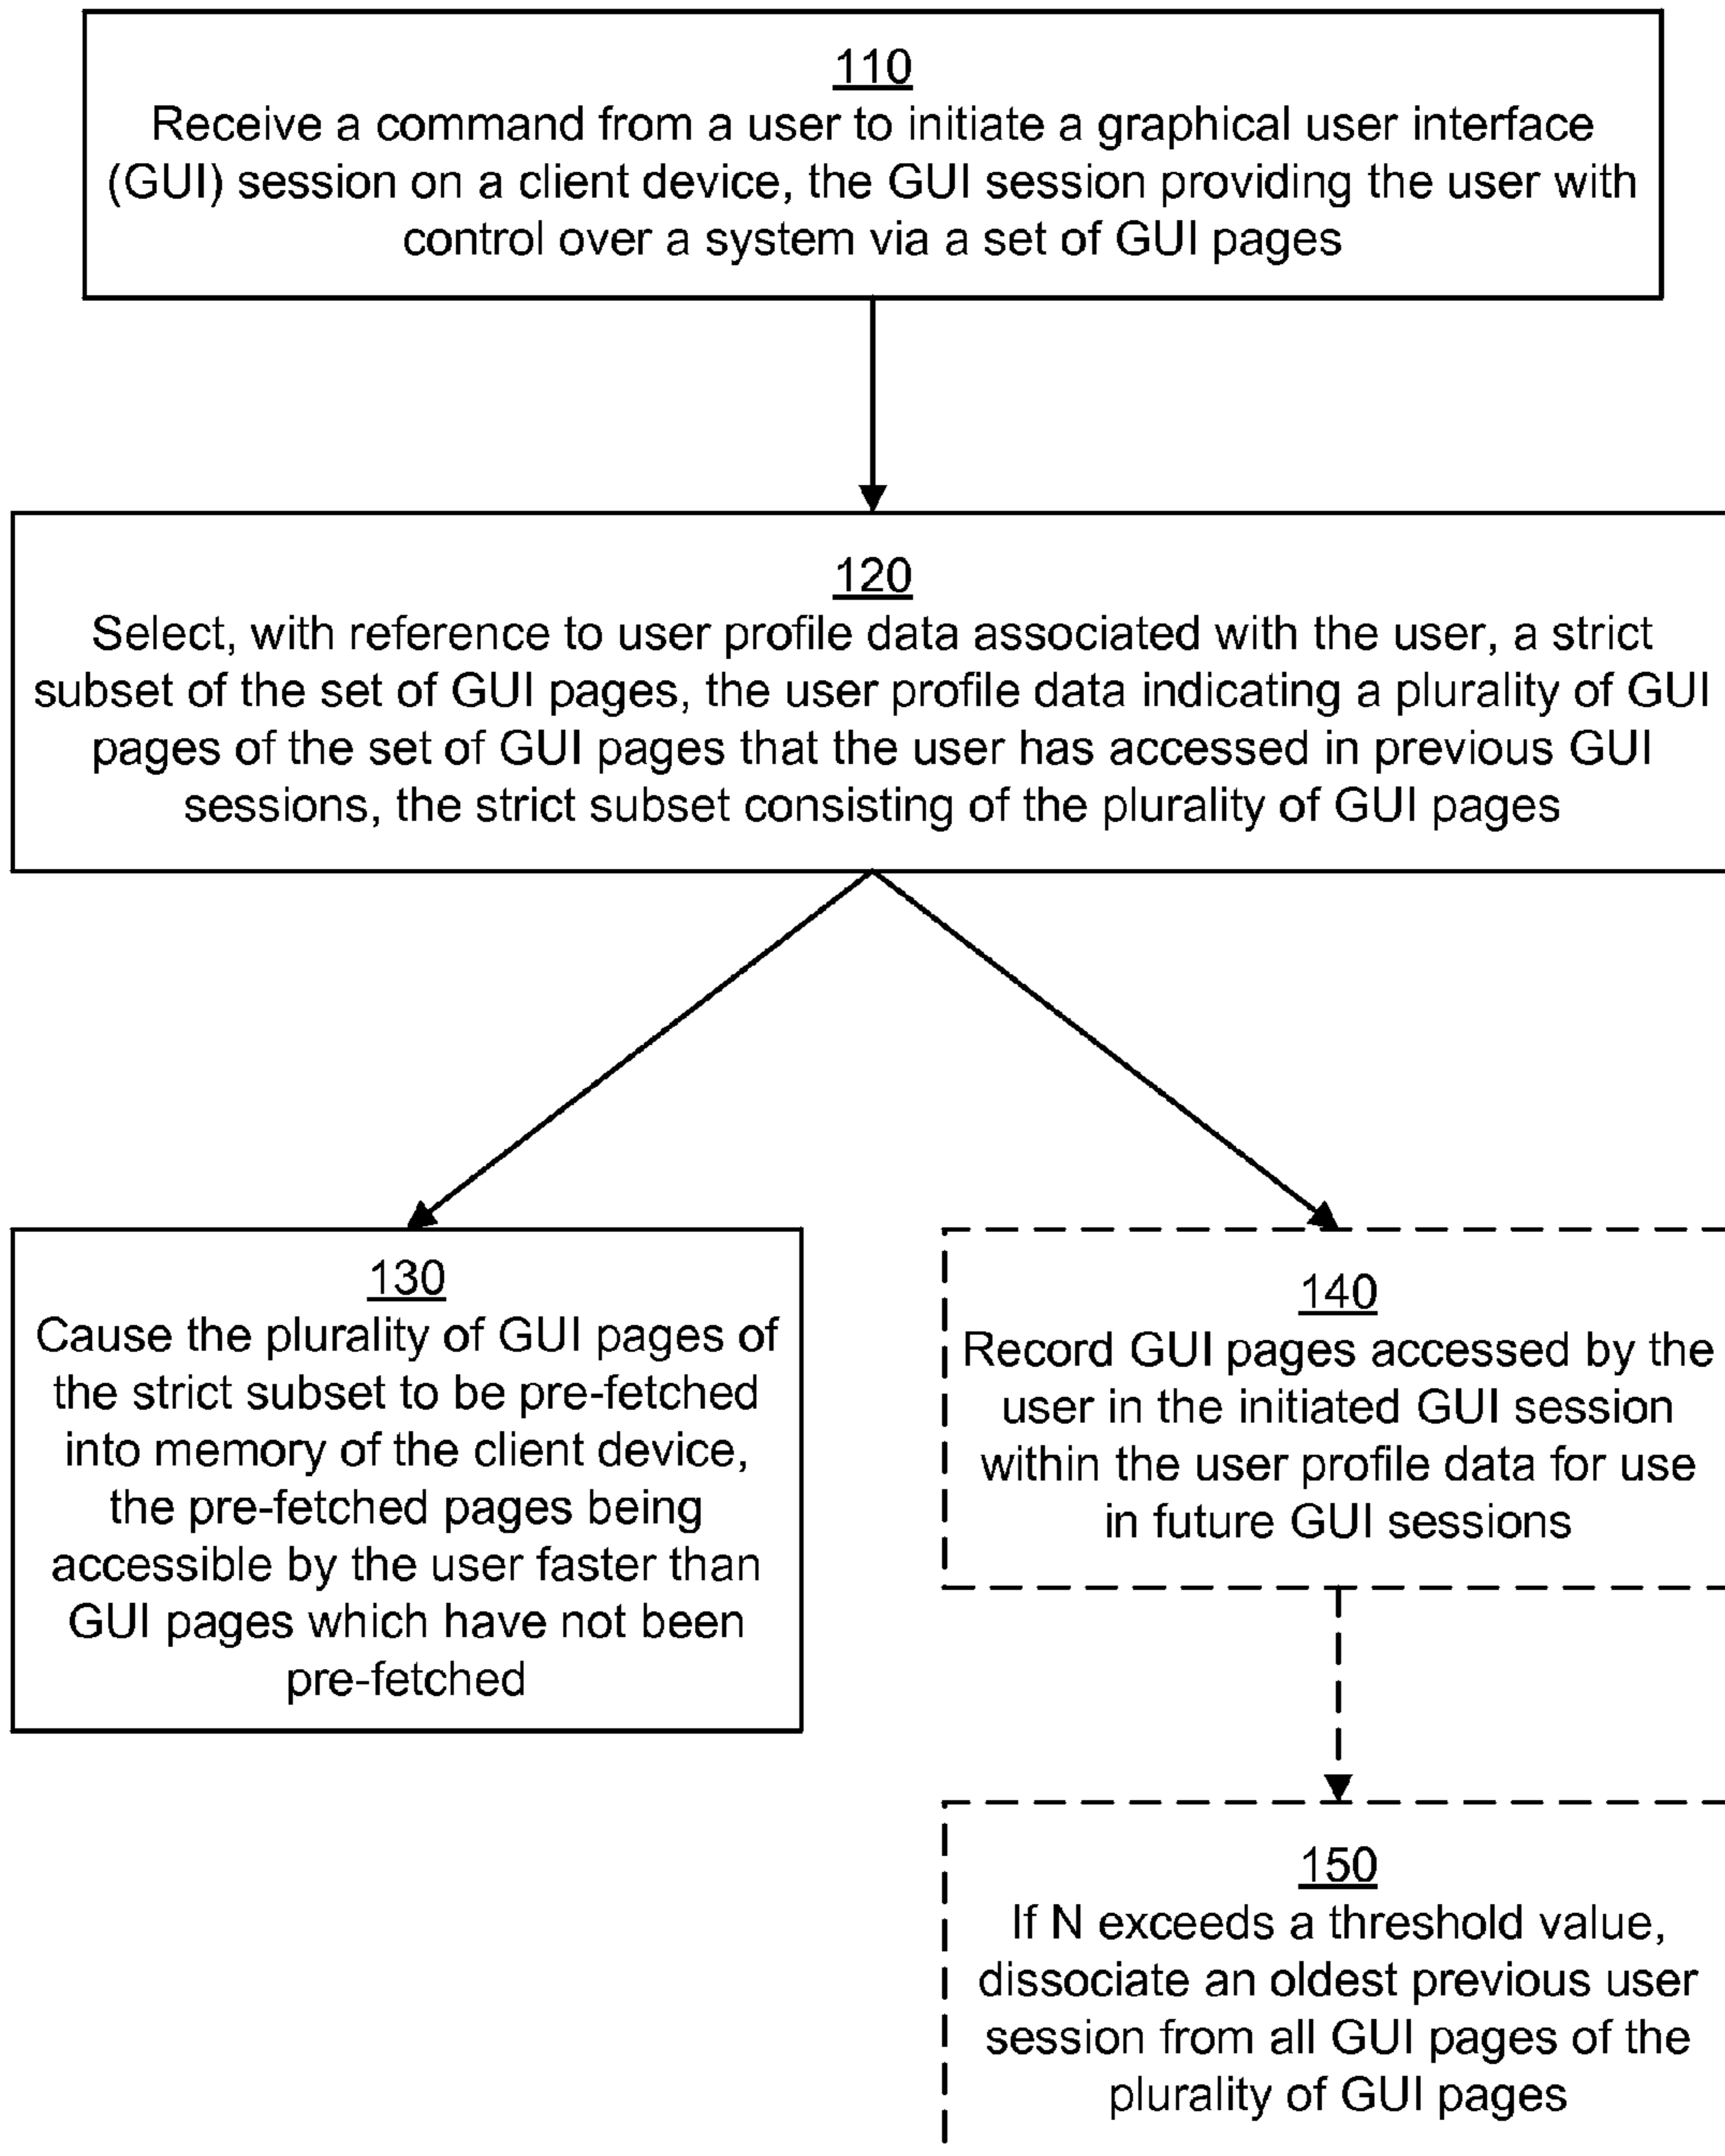 110
Receive a command from a user to initiate a graphical user interface
(GUI) session on a client device, the GUI session providing the user with
control over a system via a set of GUI pages
120
Select, with reference to user profile data associated with the user, a strict
subset of the set of GUI pages, the user profile data indicating a plurality of GUI
pages of the set of GUI pages that the user has accessed in previous GUI
sessions, the strict subset consisting of the plurality of GUI pages
130
Cause the plurality of GUI pages of
the strict subset to be pre-fetched
into memory of the client device,
the pre-fetched pages being
accessible by the user faster than
GUI pages which have not been
pre-fetched
140
Record GUI pages accessed by the
user in the initiated GUI session
within the user profile data for use
in future GUI sessions
150
If N exceeds a threshold value,
dissociate an oldest previous user
session from all GUI pages of the
plurality of GUI pages